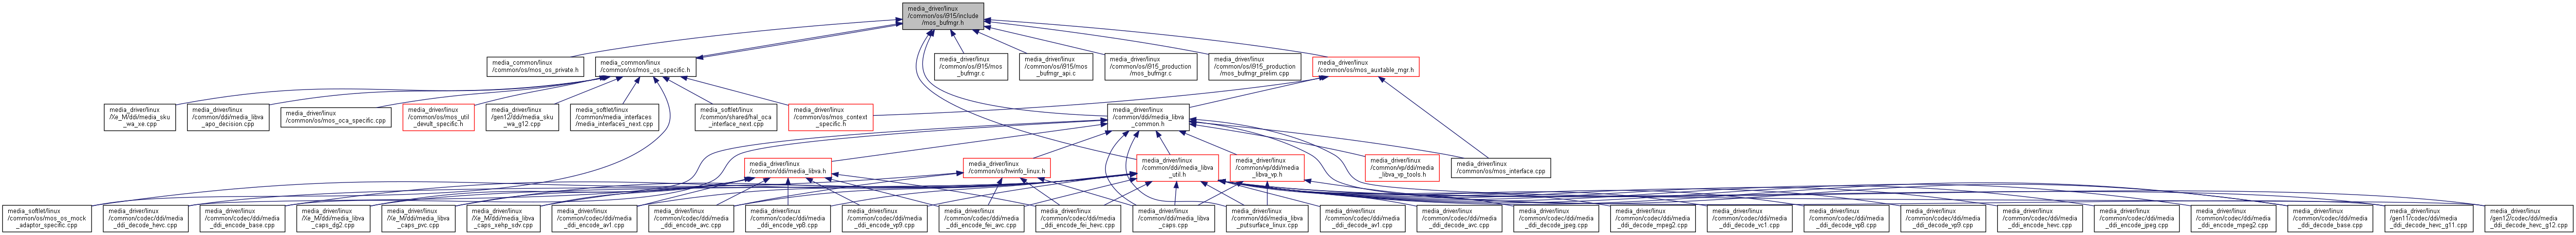 media_driver/linux
/common/os/i915/include
/mos_bufmgr.h
media_common/linux
/common/os/mos_os_private.h
media_common/linux
/common/os/mos_os_specific.h
media_driver/linux
/common/os/i915/mos
_bufmgr.c
media_driver/linux
/common/os/i915/mos
_bufmgr_api.c
media_driver/linux
/common/os/i915_production
/mos_bufmgr.c
media_driver/linux
/common/os/i915_production
/mos_bufmgr_prelim.cpp
media_driver/linux
/common/os/mos_auxtable_mgr.h
media_driver/linux
/Xe_M/ddi/media_sku
_wa_xe.cpp
media_driver/linux
/common/ddi/media_libva
_apo_decision.cpp
media_driver/linux
/common/os/mos_oca_specific.cpp
media_driver/linux
/common/os/mos_util
_devult_specific.h
media_driver/linux
/gen12/ddi/media_sku
_wa_g12.cpp
media_softlet/linux
/common/media_interfaces
/media_interfaces_next.cpp
media_softlet/linux
/common/shared/hal_oca
_interface_next.cpp
media_driver/linux
/common/os/mos_context
_specific.h
media_driver/linux
/common/ddi/media_libva
_common.h
media_driver/linux
/common/ddi/media_libva.h
media_driver/linux
/common/os/hwinfo_linux.h
media_driver/linux
/common/ddi/media_libva
_util.h
media_driver/linux
/common/vp/ddi/media
_libva_vp.h
media_driver/linux
/common/vp/ddi/media
_libva_vp_tools.h
media_driver/linux
/common/os/mos_interface.cpp
media_softlet/linux
/common/os/mos_os_mock
_adaptor_specific.cpp
media_driver/linux
/common/codec/ddi/media
_ddi_decode_hevc.cpp
media_driver/linux
/common/codec/ddi/media
_ddi_encode_base.cpp
media_driver/linux
/Xe_M/ddi/media_libva
_caps_dg2.cpp
media_driver/linux
/Xe_M/ddi/media_libva
_caps_pvc.cpp
media_driver/linux
/Xe_M/ddi/media_libva
_caps_xehp_sdv.cpp
media_driver/linux
/common/codec/ddi/media
_ddi_encode_av1.cpp
media_driver/linux
/common/codec/ddi/media
_ddi_encode_avc.cpp
media_driver/linux
/common/codec/ddi/media
_ddi_encode_vp8.cpp
media_driver/linux
/common/codec/ddi/media
_ddi_encode_vp9.cpp
media_driver/linux
/common/codec/ddi/media
_ddi_encode_fei_avc.cpp
media_driver/linux
/common/codec/ddi/media
_ddi_encode_fei_hevc.cpp
media_driver/linux
/common/ddi/media_libva
_caps.cpp
media_driver/linux
/common/ddi/media_libva
_putsurface_linux.cpp
media_driver/linux
/common/codec/ddi/media
_ddi_decode_av1.cpp
media_driver/linux
/common/codec/ddi/media
_ddi_decode_avc.cpp
media_driver/linux
/common/codec/ddi/media
_ddi_decode_jpeg.cpp
media_driver/linux
/common/codec/ddi/media
_ddi_decode_mpeg2.cpp
media_driver/linux
/common/codec/ddi/media
_ddi_decode_vc1.cpp
media_driver/linux
/common/codec/ddi/media
_ddi_decode_vp8.cpp
media_driver/linux
/common/codec/ddi/media
_ddi_decode_vp9.cpp
media_driver/linux
/common/codec/ddi/media
_ddi_encode_hevc.cpp
media_driver/linux
/common/codec/ddi/media
_ddi_encode_jpeg.cpp
media_driver/linux
/common/codec/ddi/media
_ddi_encode_mpeg2.cpp
media_driver/linux
/common/codec/ddi/media
_ddi_decode_base.cpp
media_driver/linux
/gen11/codec/ddi/media
_ddi_decode_hevc_g11.cpp
media_driver/linux
/gen12/codec/ddi/media
_ddi_decode_hevc_g12.cpp